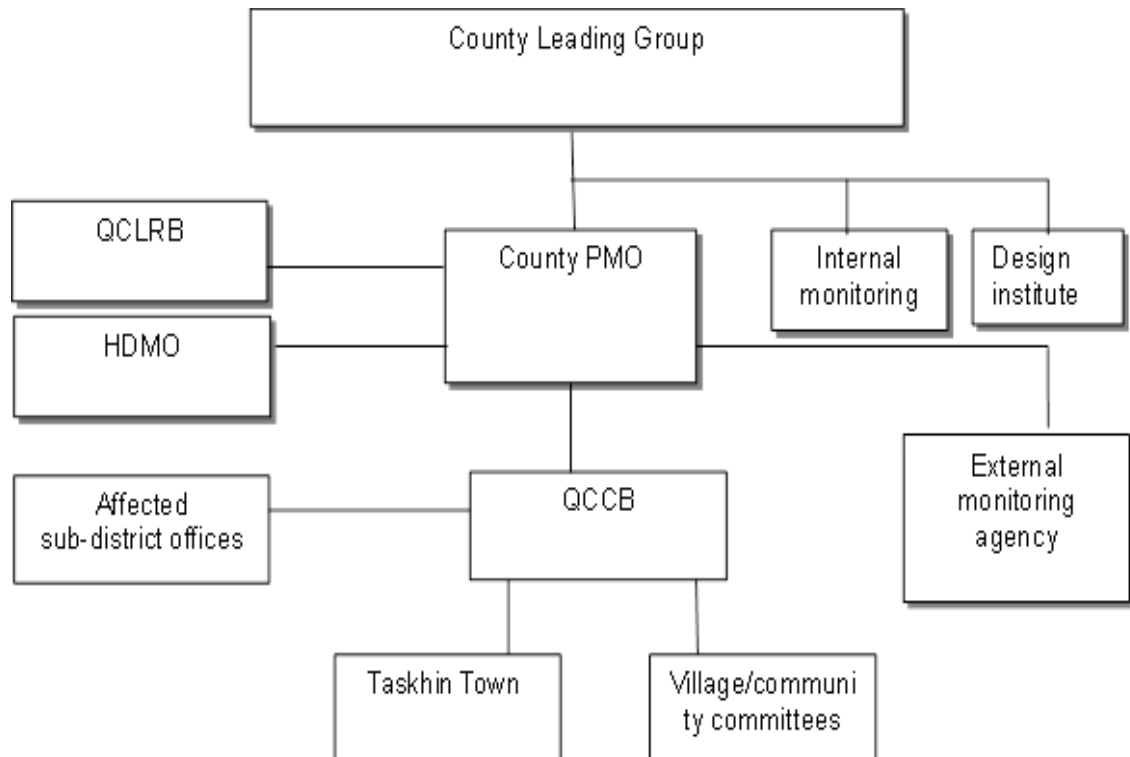 County Leading Group
QCLRB
County PMO
Internal
monitoring
Design
institute
HDMO
Affected
sub-district offices
QCCB
External
monitoring
agency
Taskhin Town
Village/communi
ty committees